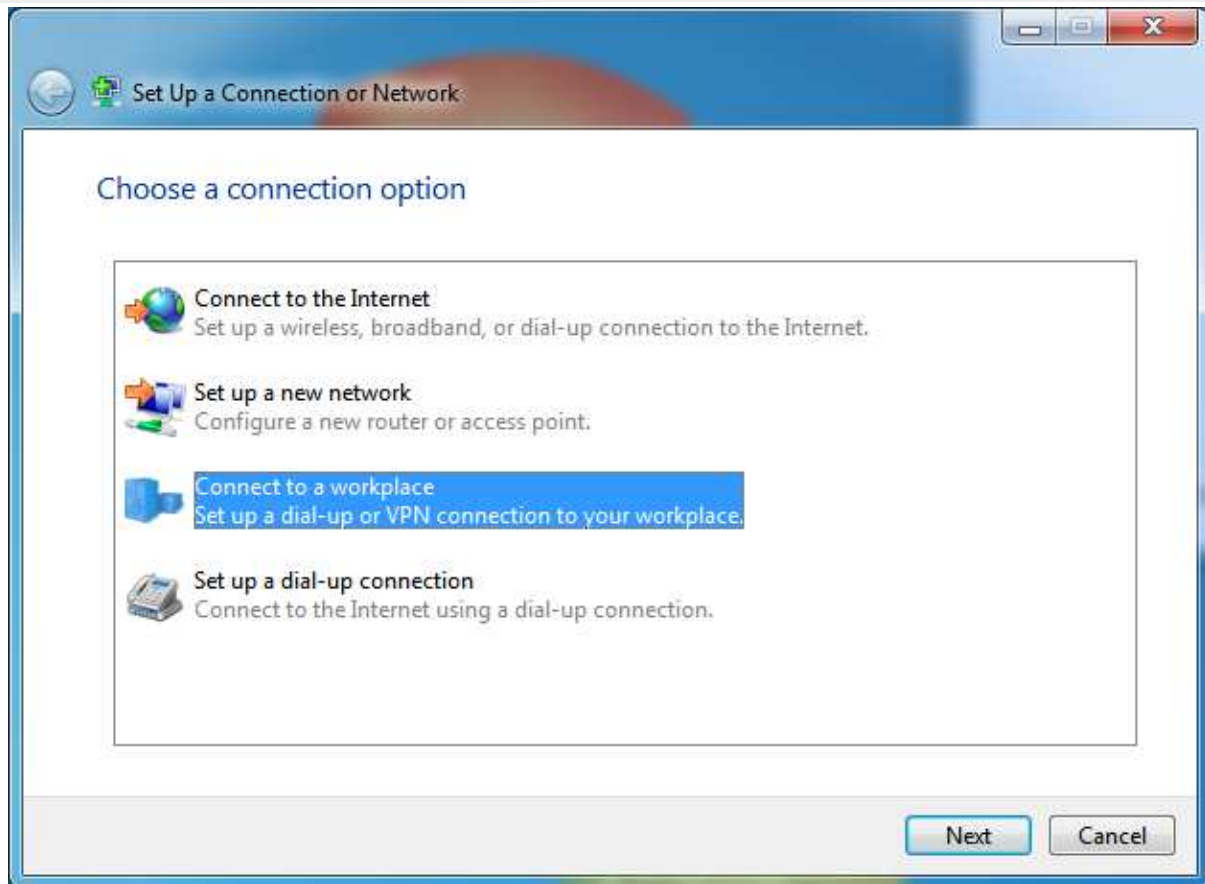 Set Up a Connection or Network
Choose a connection option
Connect to the Internet
Set up a wireless, broadband, or dial-up connection to the Internet.
Set up a new network
Configure a new router or access point.
Connect to a workplace
Set up a dial-up or VPN connection to your workplace.
Set up a dial-up connection
Connect to the Internet using a dial-up connection.
Next Cancel